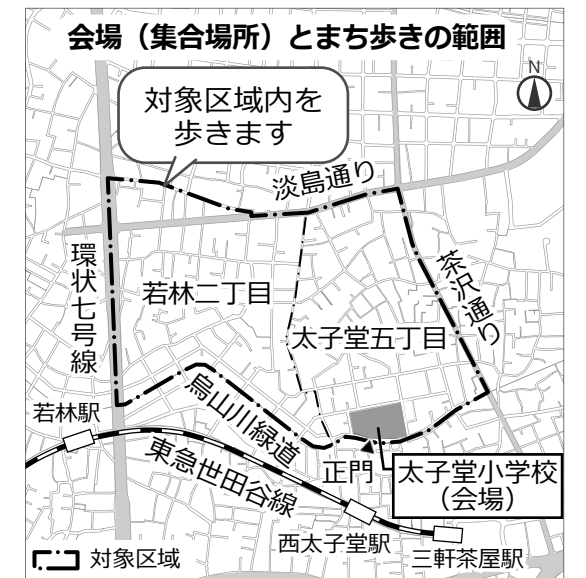 会場（集合場所）とまち歩きの範囲
N
対象区域内を
歩きます
淡島通り
環状七号線
若林二丁目
茶沢通り
太子堂五丁目
烏山川緑道
若林駅
東急世田谷線
正門
太子堂小学校
（会場）
西太子堂駅
三軒茶屋駅
対象区域